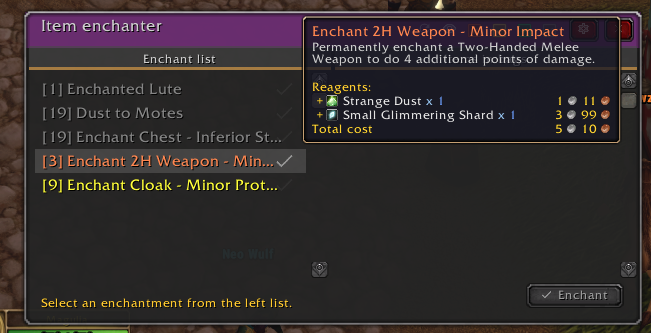 Item enchanter
Enchant list
[1] Enchanted Lute
[19] Dust to Motes
[19] Enchant Chest - Inferior St...
[3] Enchant 2H Weapon - Min...
[9] Enchant Cloak - Minor Prot...
Select an enchantment from the left list.
Enchant 2H Weapon - Minor Impact
Permanently enchant a Two-Handed Melee
Weapon to do 4 additional points of damage.
Reagents:
+ Strange Dust x 1 1 11
+ Small Glimmering Shard x 1 3 99
Total cost 5 10
Enchant